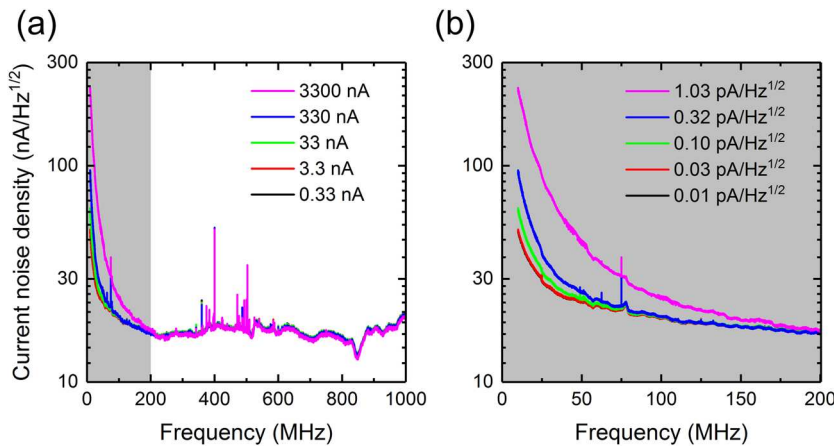 (a)
Current noise density (nA/Hz^1/2)
300
100
30
10
3300 nA
330 nA
33 nA
3.3 nA
0.33 nA
0 200 400 600 800 1000
Frequency (MHz)
(b)
300
100
30
10
1.03 pA/Hz^1/2
0.32 pA/Hz^1/2
0.10 pA/Hz^1/2
0.03 pA/Hz^1/2
0.01 pA/Hz^1/2
0 50 100 150 200
Frequency (MHz)